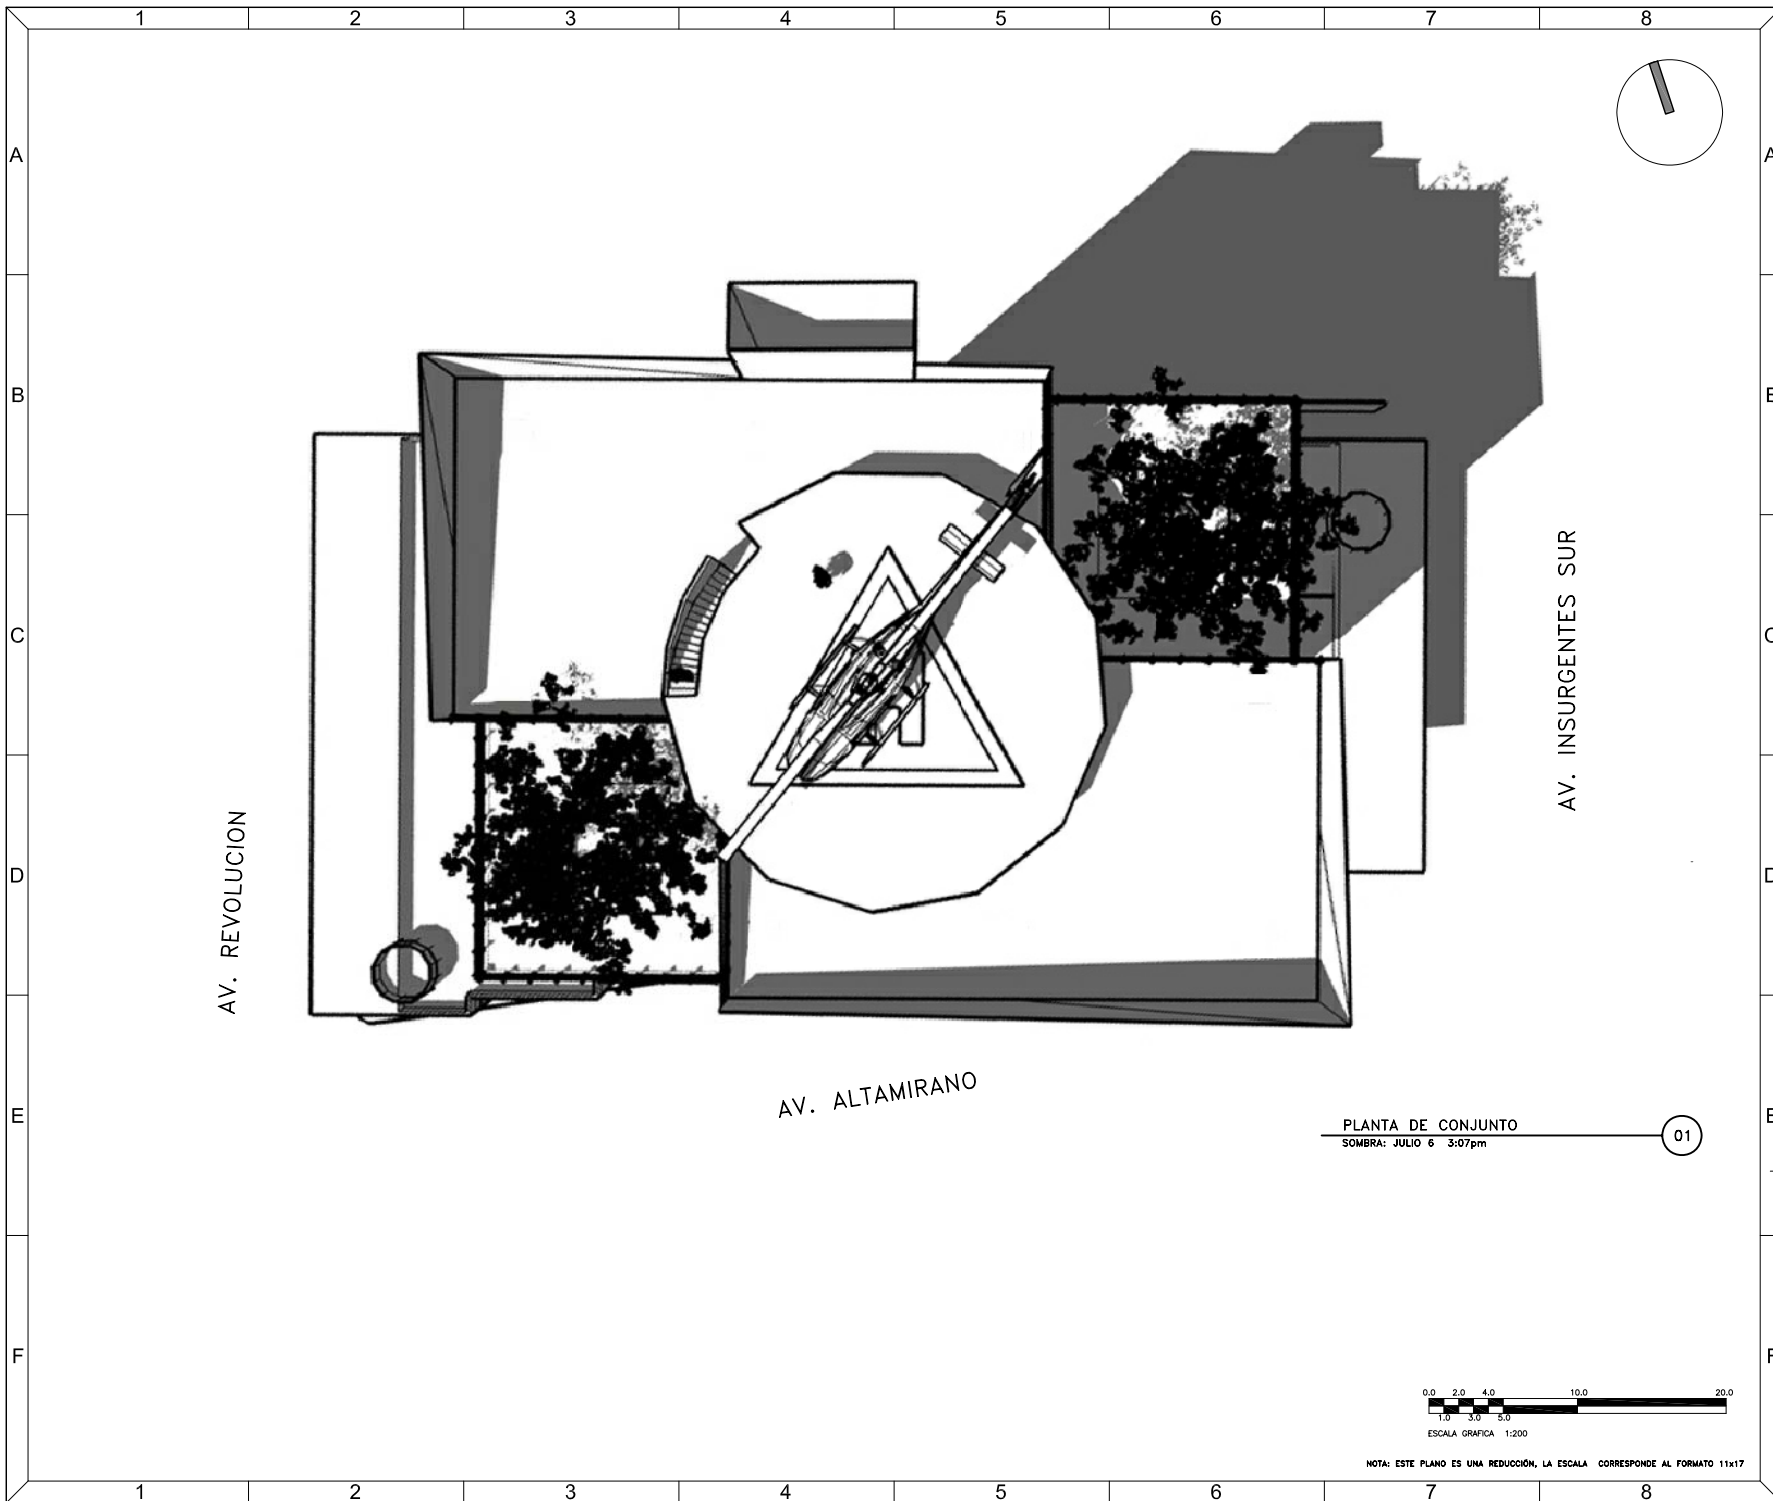 1 2 3 4 5 6 7 8
A A
B B
C C
D D
E E
F F
AV. REVOLUCION
AV. INSURGENTES SUR
AV. ALTAMIRANO
PLANTA DE CONJUNTO
SOMBRA: JULIO 6 3:07pm
01
0.0 2.0 4.0 10.0 20.0
1.0 3.0 5.0
ESCALA GRAFICA 1:200
NOTA: ESTE PLANO ES UNA REDUCCIÓN, LA ESCALA CORRESPONDE AL FORMATO 11x17
1 2 3 4 5 6 7 8